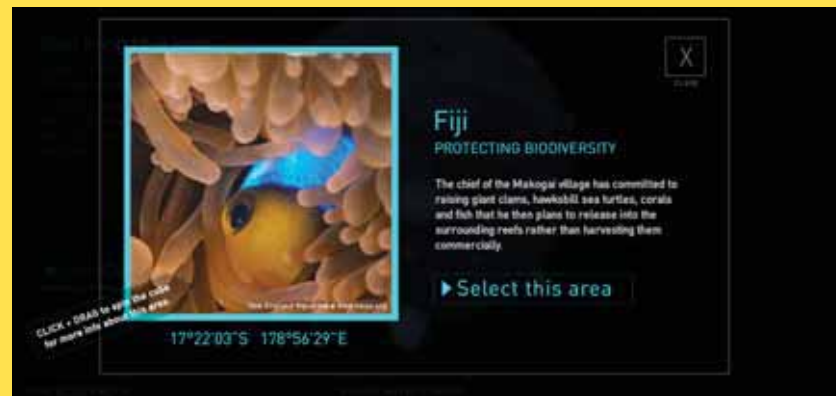 X
CLOSE
Fiji
PROTECTING BIODIVERSITY
The chief of the Makogai village has committed to
raising giant clams, hawksbill sea turtles, corals
and fish that he then plans to release into the
surrounding reefs rather than harvesting them
commercially.
Select this area
CLICK + DRAG to spin the cube
for more info about this area.
17°22'03"S 178°56'29"E